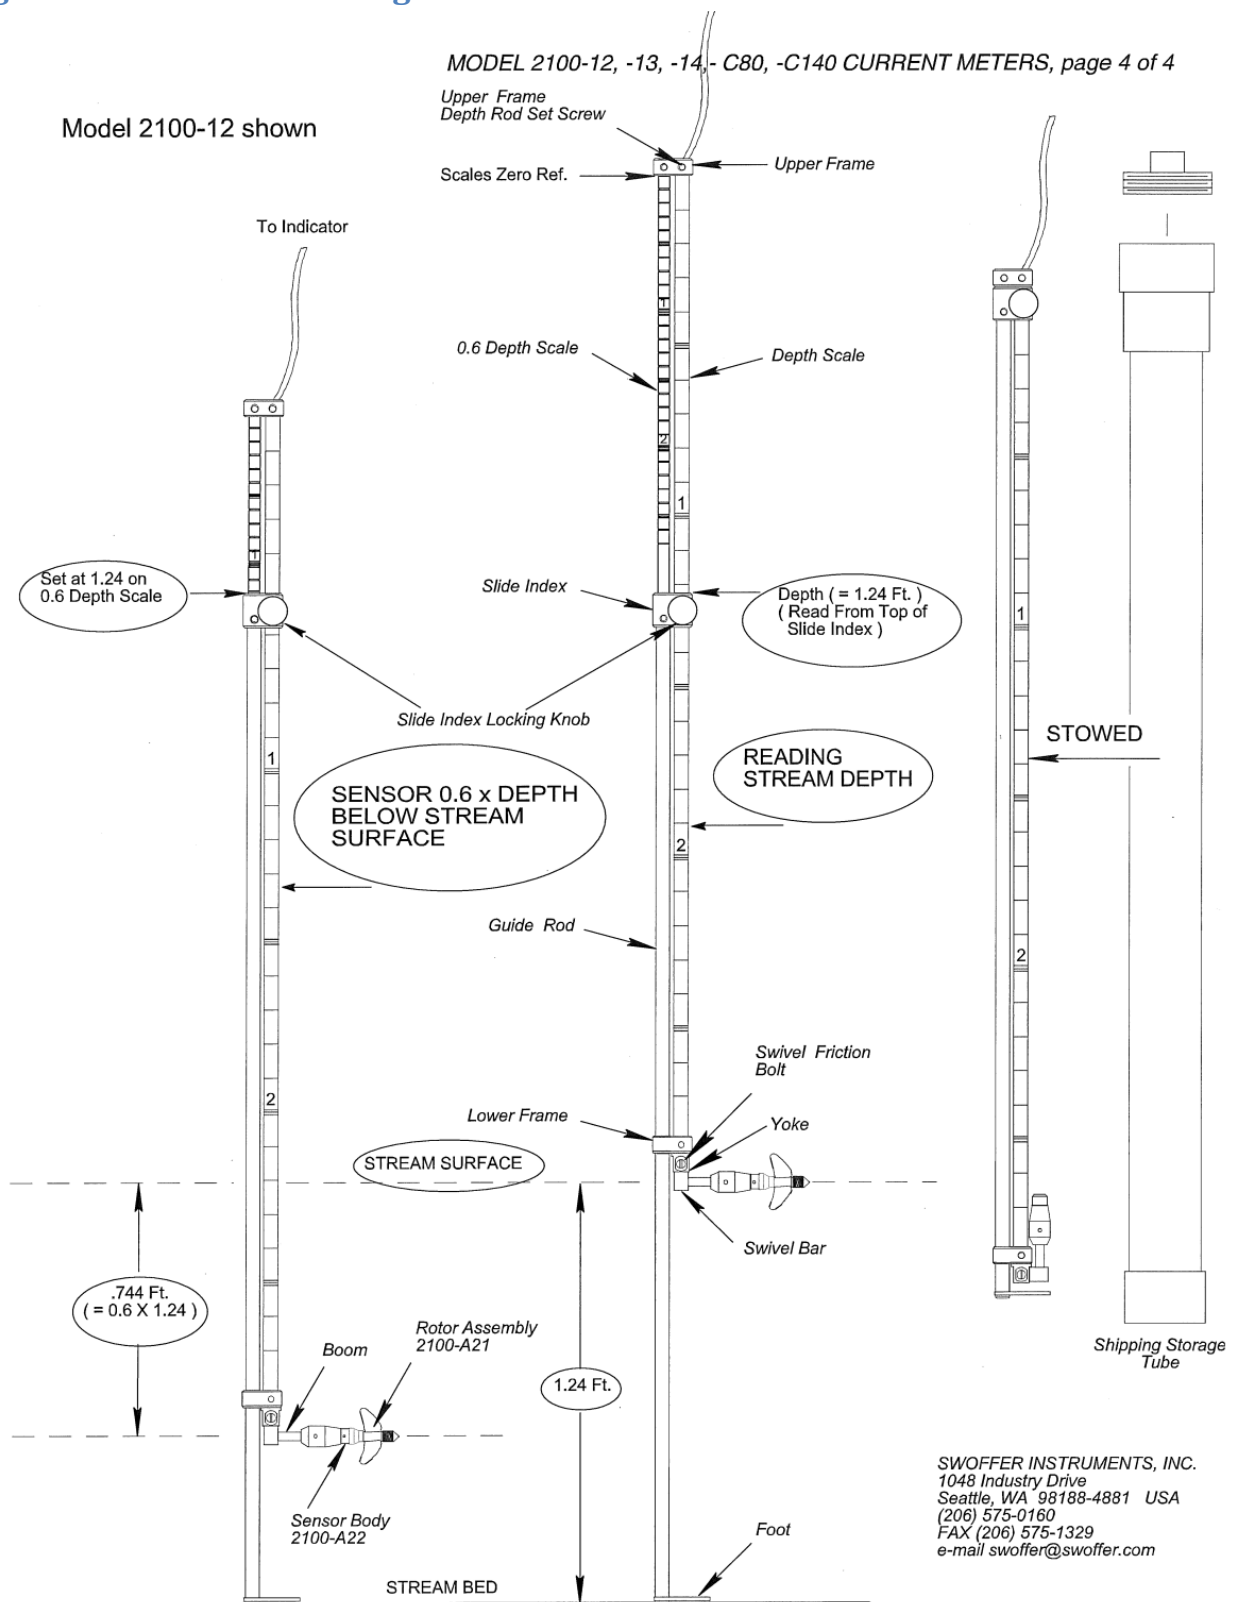 MODEL 2100-12, -13, -14,- C80, -C140 CURRENT METERS, page 4 of 4
Upper Frame
Depth Rod Set Screw
Model 2100-12 shown
Scales Zero Ref.
Upper Frame
To Indicator
1
0.6 Depth Scale
Depth Scale
2
1
1
Set at 1.24 on
0.6 Depth Scale
Slide Index
Depth ( = 1.24 Ft. )
( Read From Top of
Slide Index )
1
Slide Index Locking Knob
STOWED
1
READING
STREAM DEPTH
SENSOR 0.6 x DEPTH
BELOW STREAM
SURFACE
2
Guide Rod
2
Swivel Friction
Bolt
2
Lower Frame
Yoke
STREAM SURFACE
Swivel Bar
.744 Ft.
( = 0.6 X 1.24 )
Rotor Assembly
2100-A21
Boom
Shipping Storage
Tube
1.24 Ft.
SWOFFER INSTRUMENTS, INC.
1048 Industry Drive
Seattle, WA 98188-4881 USA
(206) 575-0160
FAX (206) 575-1329
e-mail swoffer@swoffer.com
Sensor Body
2100-A22
Foot
STREAM BED